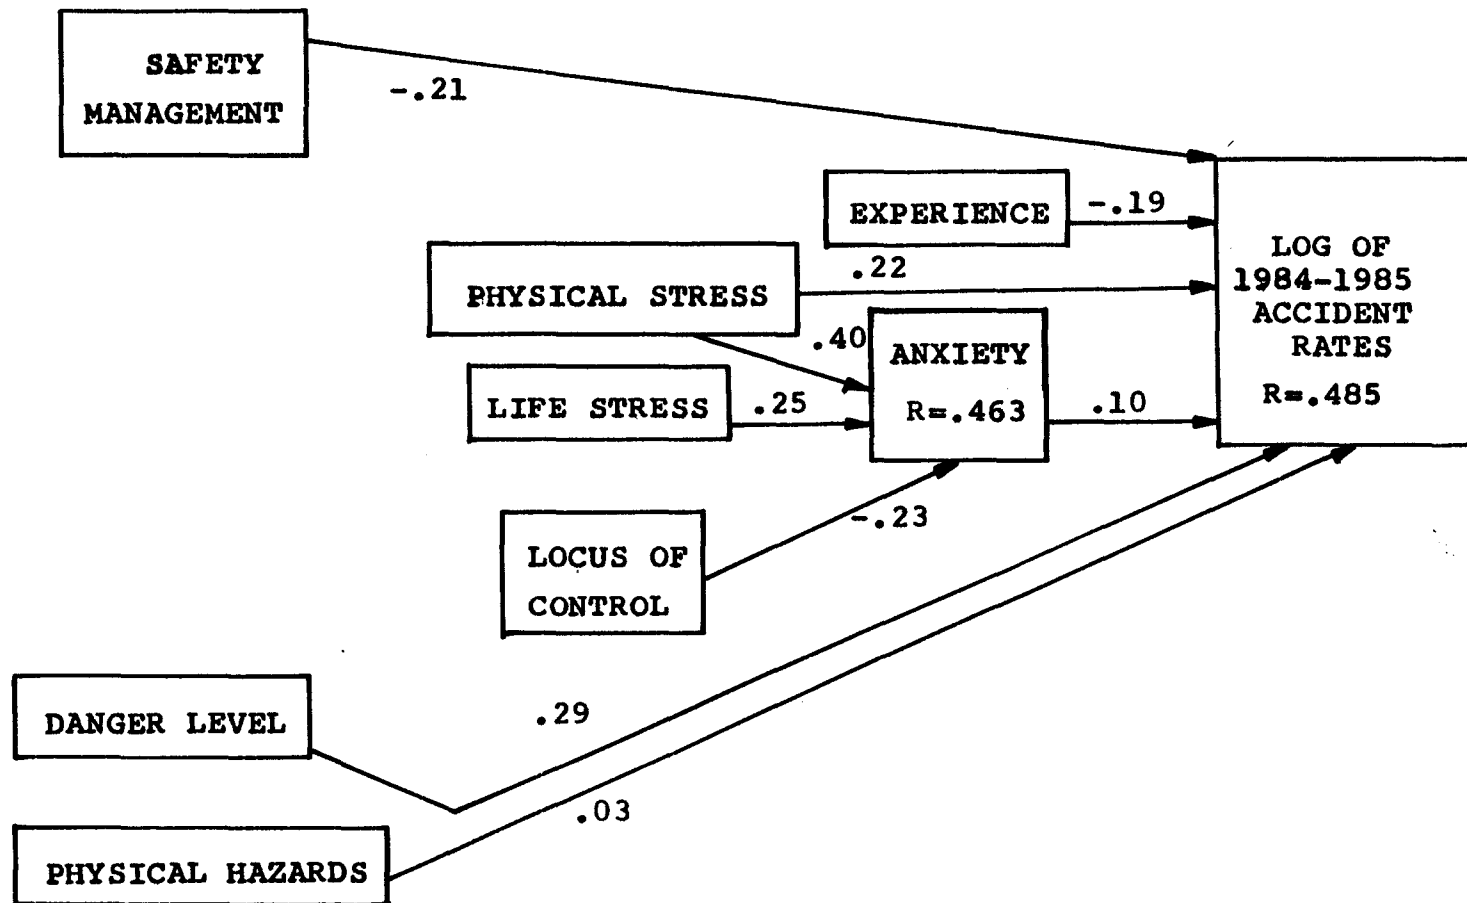 SAFETY
MANAGEMENT
-.21
EXPERIENCE
-.19
PHYSICAL STRESS
.22
.40
LIFE STRESS
.25
ANXIETY
R=.463
.10
LOG OF
1984-1985
ACCIDENT
RATES
R=.485
LOCUS OF
CONTROL
-.23
DANGER LEVEL
.29
PHYSICAL HAZARDS
.03